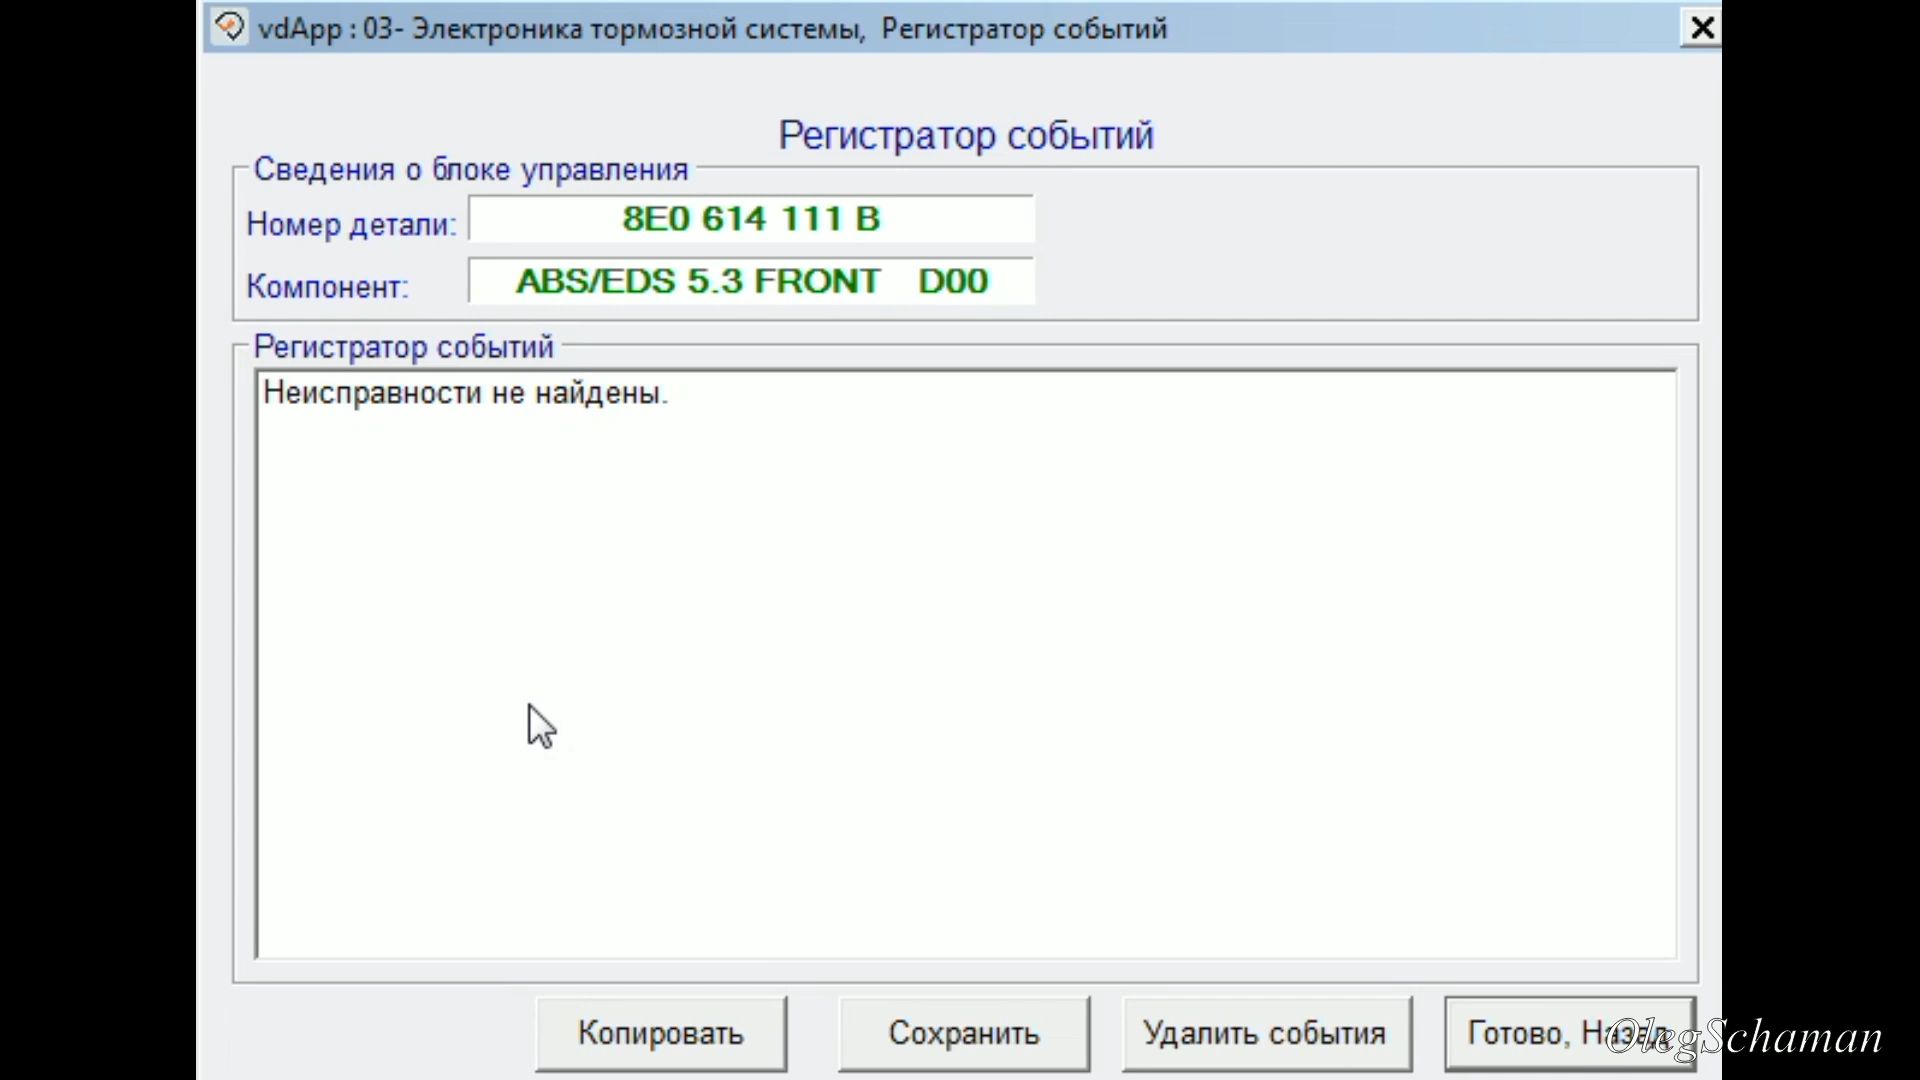 vdApp : 03- Электроника тормозной системы, Регистратор событий
Регистратор событий
Сведения о блоке управления
Номер детали: 8E0 614 111 B
Компонент: ABS/EDS 5.3 FRONT D00
Регистратор событий
Неисправности не найдены.
Копировать
Сохранить
Удалить события
Готово, Назад
OlegSchaman